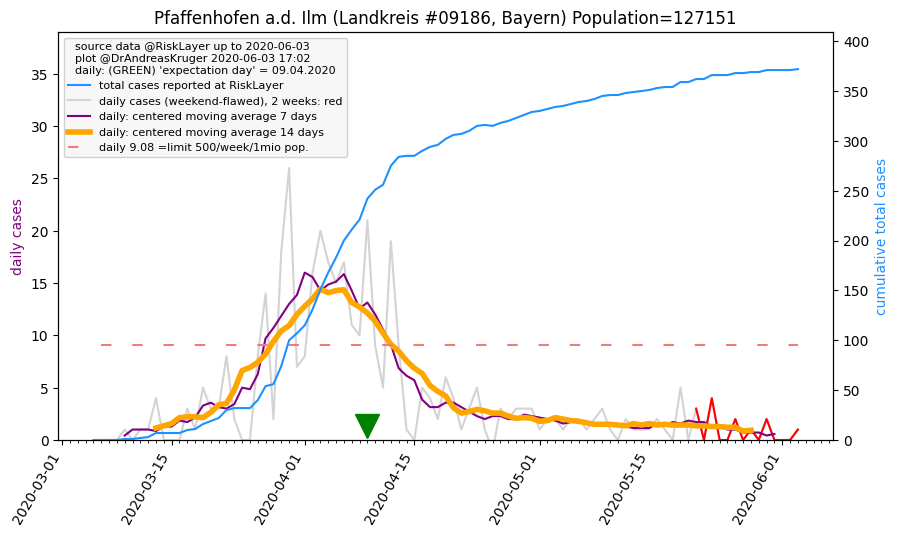 Pfaffenhofen a.d. Ilm (Landkreis #09186, Bayern) Population=127151
source data @RiskLayer up to 2020-06-03
plot @DrAndreasKruger 2020-06-03 17:02
daily: (GREEN) 'expectation day' = 09.04.2020
total cases reported at RiskLayer
daily cases (weekend-flawed), 2 weeks: red
daily: centered moving average 7 days
daily: centered moving average 14 days
daily 9.08 =limit 500/week/1mio pop.
daily cases
35
30
25
20
15
10
5
0
400
350
300
250
200
150
100
50
0
cumulative total cases
2020-03-01
2020-03-15
2020-04-01
2020-04-15
2020-05-01
2020-05-15
2020-06-01